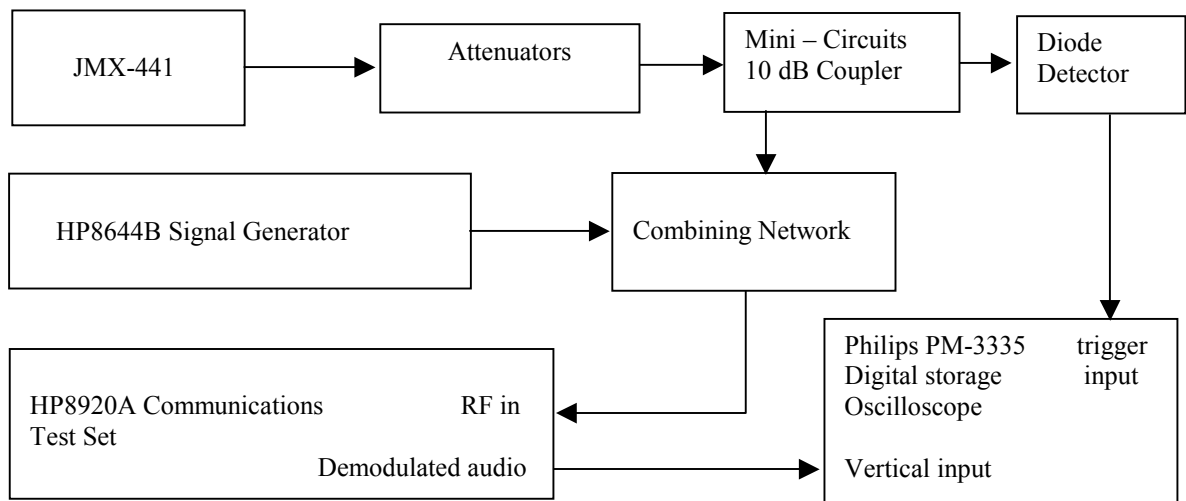 JMX-441
Attenuators
Mini – Circuits
10 dB Coupler
Diode
Detector
HP8644B Signal Generator
Combining Network
HP8920A Communications
Test Set
RF in
Demodulated audio
Philips PM-3335
Digital storage
Oscilloscope
trigger
input
Vertical input